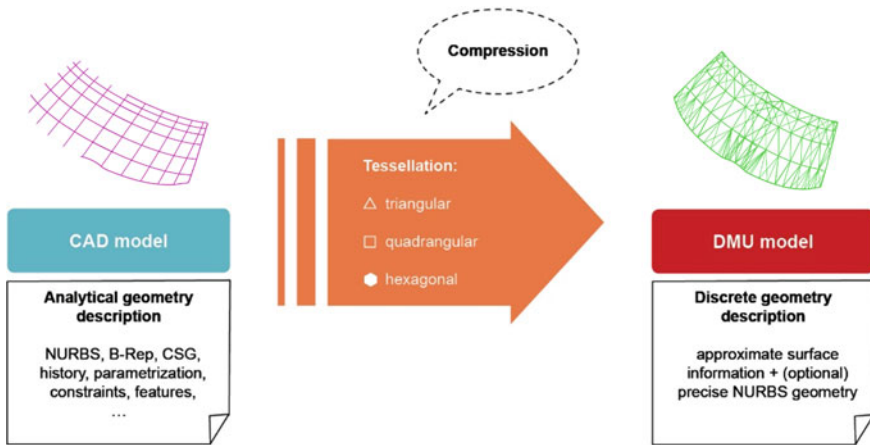 Compression
Tessellation:
triangular
quadrangular
hexagonal
CAD model
DMU model
Analytical geometry
description
NURBS, B-Rep, CSG,
history, parametrization,
constraints, features,
...
Discrete geometry
description
approximate surface
information + (optional)
precise NURBS geometry